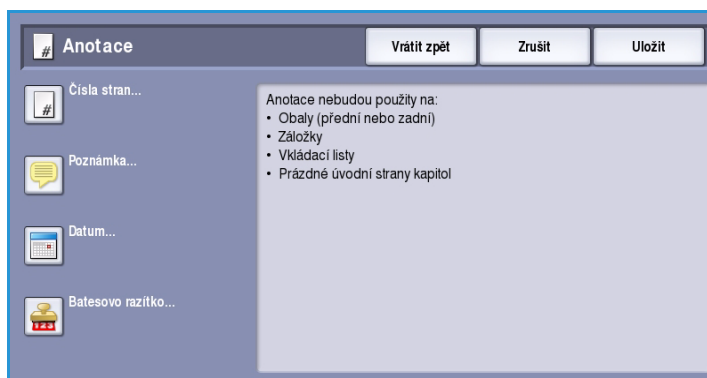 # Anotace
Vrátit zpět
Zrušit
Uložit
# Čísla stran...
Poznámka...
Datum...
123 Batesovo razítko...
Anotace nebudou použity na:
• Obaly (přední nebo zadní)
• Záložky
• Vkládací listy
• Prázdné úvodní strany kapitol